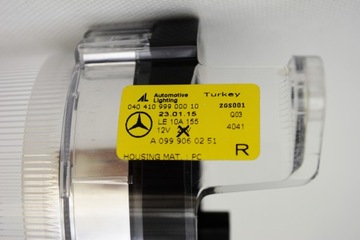 AL Automotive Lighting Turkey
040 410 999 000 10 ZGS001
23.01.15 Q03
LE 10A 155 4041
12V
A 099 906 02 51
HOUSING MAT. : PC R